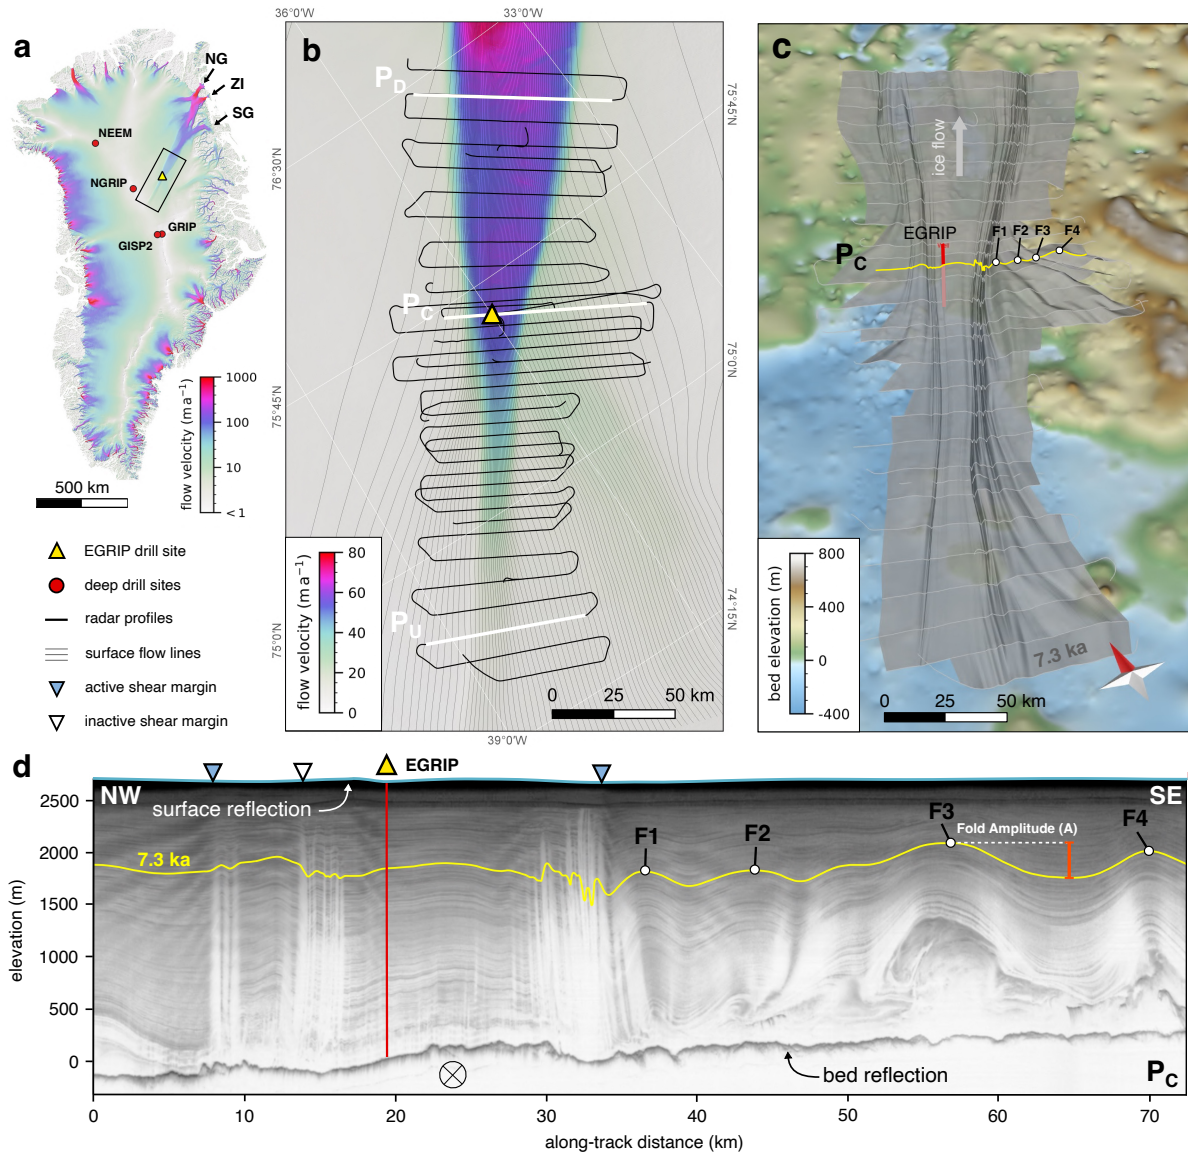 a
NG
ZI
SG
NEEM
NGRIP
GRIP
GISP2
flow velocity (m a⁻¹)
1000
100
10
<1
500 km
EGRIP drill site
deep drill sites
radar profiles
surface flow lines
active shear margin
inactive shear margin
b
36°0'W
33°0'W
39°0'W
76°30'N
75°45'N
75°0'N
75°45'N
75°0'N
74°15'N
P_D
P_C
P_U
flow velocity (m a⁻¹)
80
60
40
20
0
0 25 50 km
c
ice flow
EGRIP
P_C
F1 F2 F3 F4
7.3 ka
bed elevation (m)
800
400
0
-400
0 25 50 km
d
EGRIP
NW
SE
surface reflection
7.3 ka
F1
F2
F3
F4
Fold Amplitude (A)
bed reflection
P_C
elevation (m)
2500
2000
1500
1000
500
0
0 10 20 30 40 50 60 70
along-track distance (km)